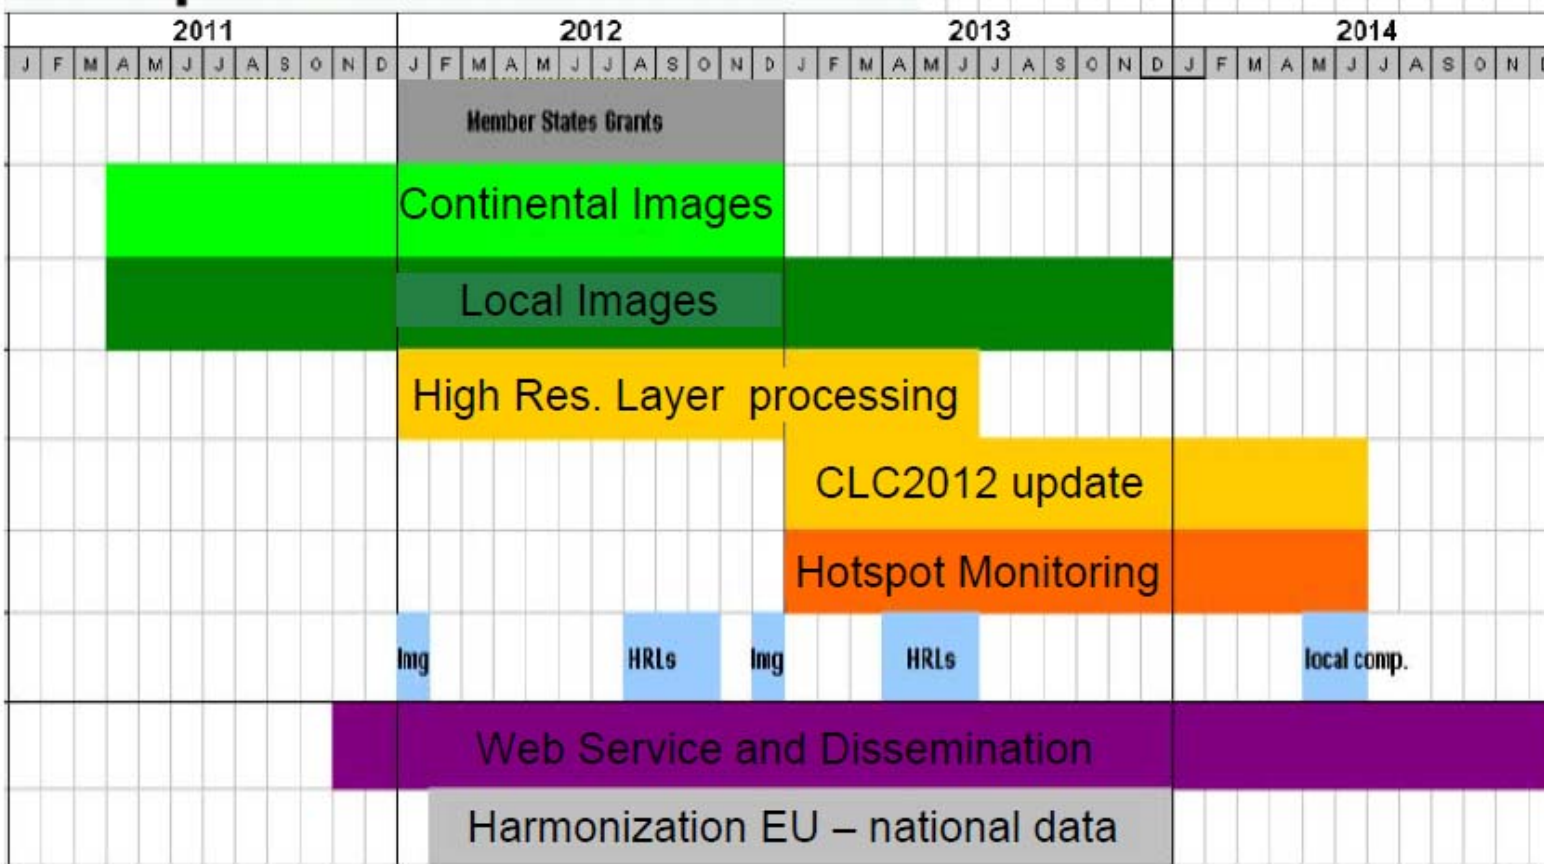 2011 2012 2013 2014
J F M A M J J A S O N D J F M A M J J A S O N D J F M A M J J A S O N D J F M A M J J A S O N
Member States Grants
Continental Images
Local Images
High Res. Layer processing
CLC2012 update
Hotspot Monitoring
Img HRLs Img HRLs local comp.
Web Service and Dissemination
Harmonization EU – national data